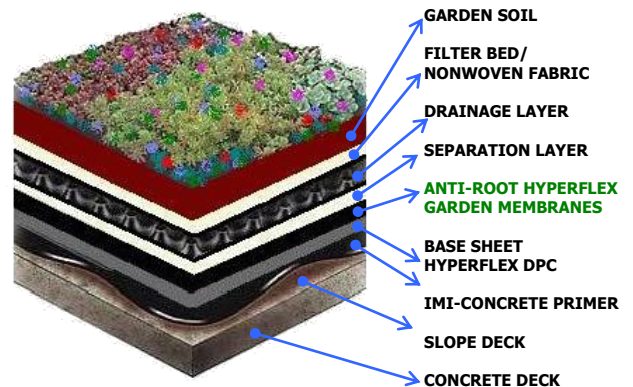 GARDEN SOIL
FILTER BED/
NONWOVEN FABRIC
DRAINAGE LAYER
SEPARATION LAYER
ANTI-ROOT HYPERFLEX
GARDEN MEMBRANES
BASE SHEET
HYPERFLEX DPC
IMI-CONCRETE PRIMER
SLOPE DECK
CONCRETE DECK